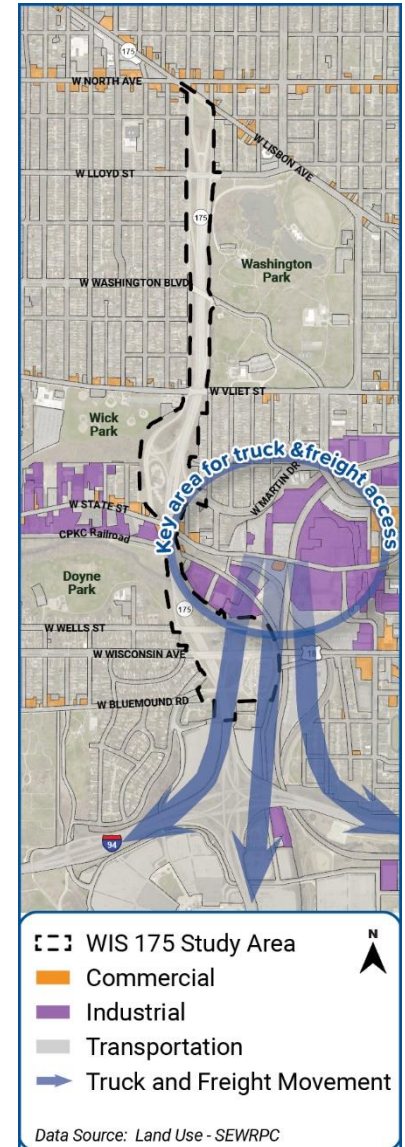 175
W NORTH AVE
W LISBON AVE
W LLOYD ST
175
Washington
Park
W WASHINGTON BLVD
W VLIET ST
Wick
Park
Key area for truck &freight access
W MARTIN DR
W STATE ST
CPKC Railroad
Doyne
Park
175
W WELLS ST
18
W WISCONSIN AVE
W BLUEMOUND RD
94
WIS 175 Study Area
N
Commercial
Industrial
Transportation
Truck and Freight Movement
Data Source: Land Use - SEWRPC